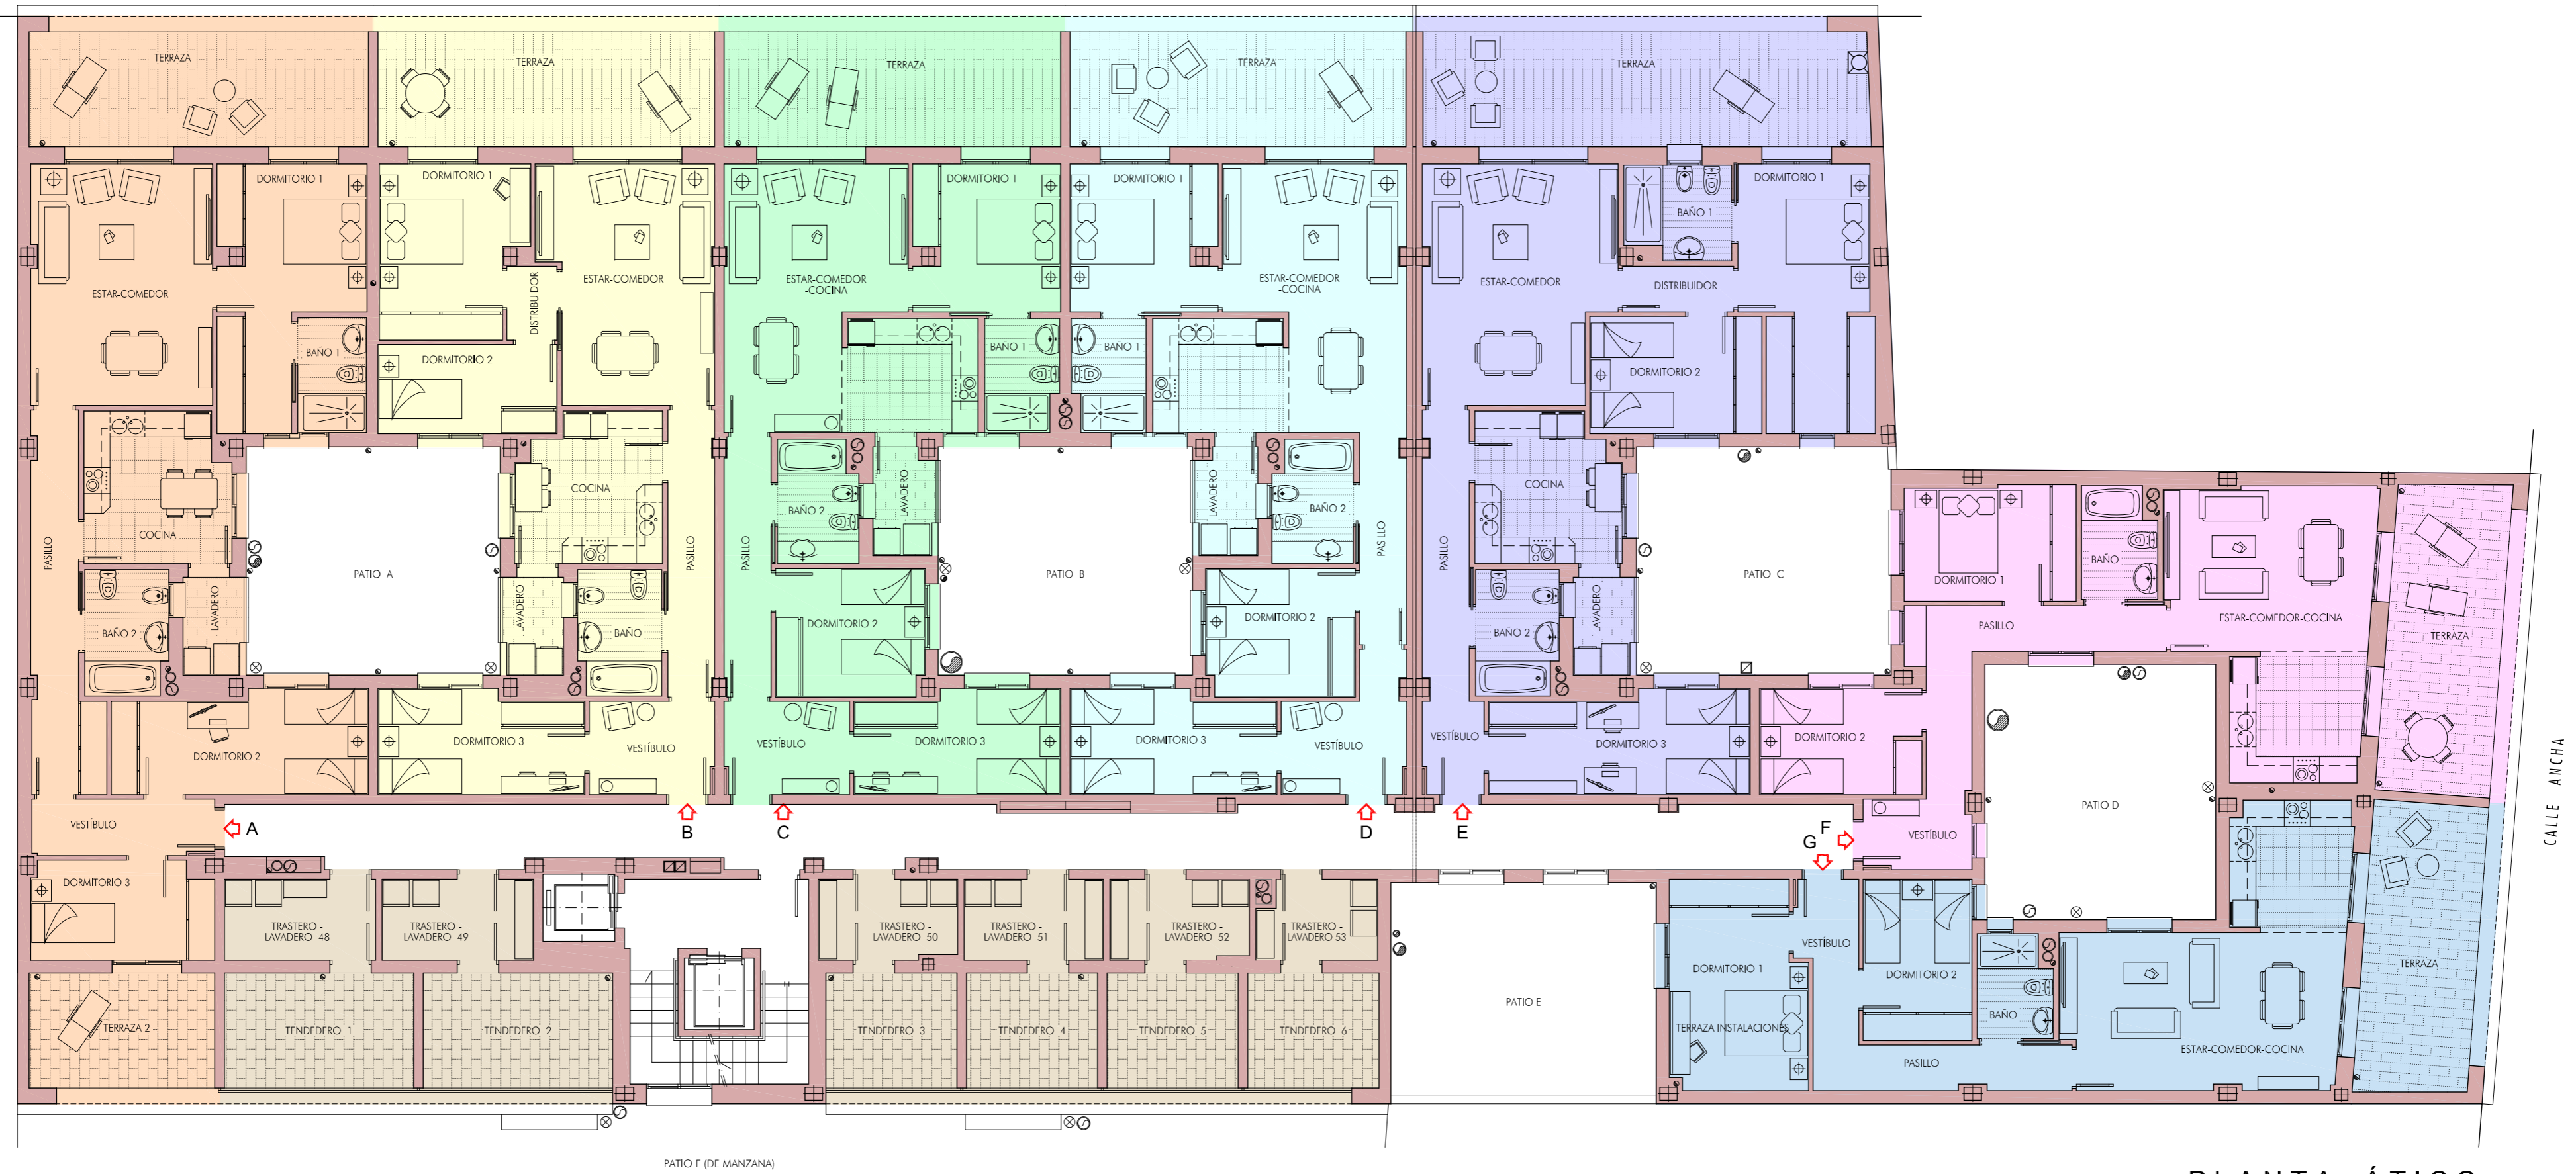 TERRAZA
TERRAZA
TERRAZA
TERRAZA
TERRAZA
DORMITORIO 1
DORMITORIO 1
DORMITORIO 1
DORMITORIO 1
DORMITORIO 1
BAÑO 1
ESTAR-COMEDOR
DISTRIBUIDOR
ESTAR-COMEDOR
ESTAR-COMEDOR
-COCINA
ESTAR-COMEDOR
-COCINA
ESTAR-COMEDOR
DISTRIBUIDOR
BAÑO 1
DORMITORIO 2
BAÑO 1
BAÑO 1
DORMITORIO 2
COCINA
COCINA
BAÑO 2
LAVADERO
LAVADERO
BAÑO 2
COCINA
PASILLO
PASILLO
PASILLO
PASILLO
PASILLO
PATIO A
PATIO B
PATIO C
DORMITORIO 1
BAÑO
LAVADERO
LAVADERO
LAVADERO
BAÑO 2
BAÑO
DORMITORIO 2
DORMITORIO 2
BAÑO 2
PASILLO
ESTAR-COMEDOR-COCINA
TERRAZA
DORMITORIO 2
DORMITORIO 3
VESTÍBULO
VESTÍBULO
DORMITORIO 3
DORMITORIO 3
VESTÍBULO
VESTÍBULO
DORMITORIO 3
DORMITORIO 2
CALLE ANCHA
PATIO D
VESTÍBULO
A
B
C
D
E
F
G
VESTÍBULO
DORMITORIO 3
TRASTERO -
LAVADERO 48
TRASTERO -
LAVADERO 49
TRASTERO -
LAVADERO 50
TRASTERO -
LAVADERO 51
TRASTERO -
LAVADERO 52
TRASTERO -
LAVADERO 53
VESTÍBULO
DORMITORIO 1
DORMITORIO 2
TERRAZA
PATIO E
BAÑO
TERRAZA 2
TENDEDERO 1
TENDEDERO 2
TENDEDERO 3
TENDEDERO 4
TENDEDERO 5
TENDEDERO 6
TERRAZA INSTALACIONES
ESTAR-COMEDOR-COCINA
PASILLO
PATIO F (DE MANZANA)
PLANTA ÁTICO